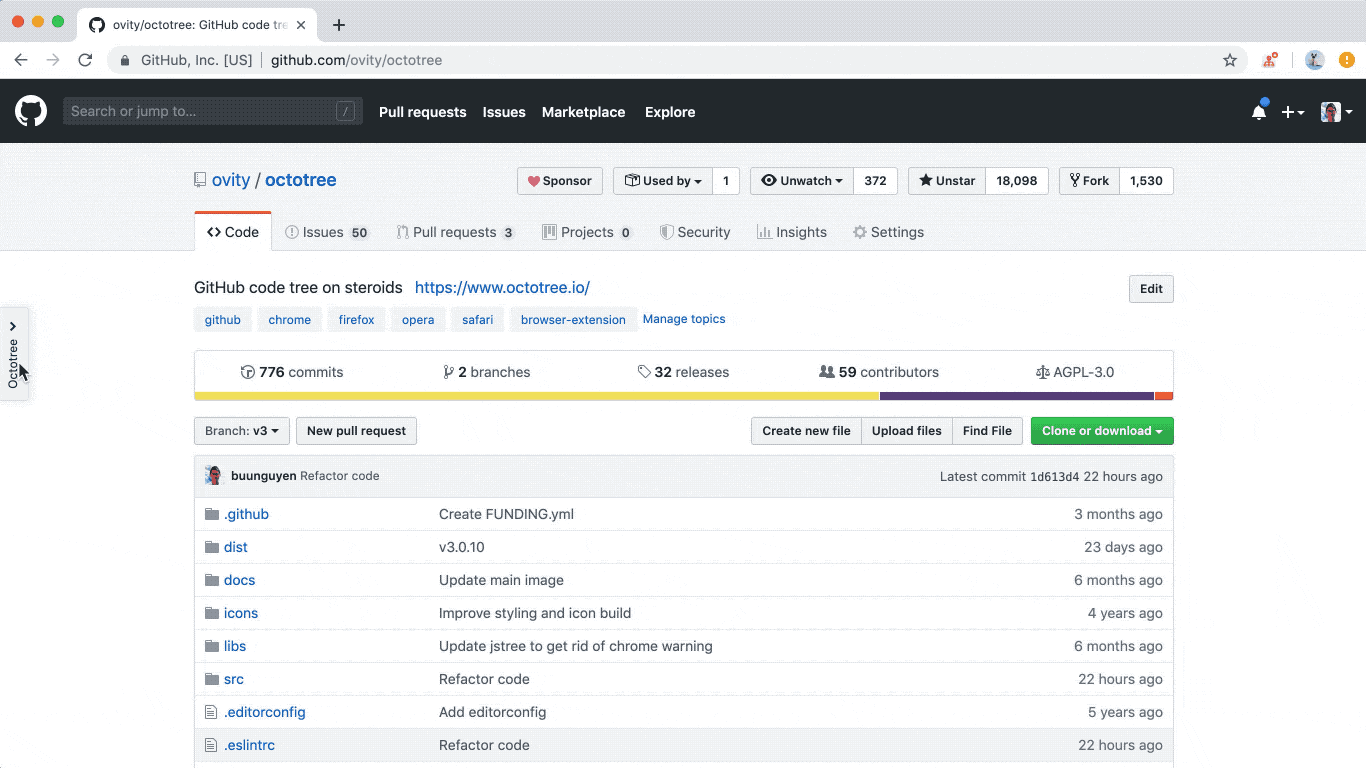 ovity/octotree: GitHub code tre
GitHub, Inc. [US] github.com/ovity/octotree
Search or jump to... / Pull requests Issues Marketplace Explore
ovity / octotree Sponsor Used by 1 Unwatch 372 Unstar 18,098 Fork 1,530
Code Issues 50 Pull requests 3 Projects 0 Security Insights Settings
GitHub code tree on steroids https://www.octotree.io/ Edit
github chrome firefox opera safari browser-extension Manage topics
Octotree
776 commits 2 branches 32 releases 59 contributors AGPL-3.0
Branch: v3 New pull request Create new file Upload files Find File Clone or download
buunguyen Refactor code Latest commit 1d613d4 22 hours ago
.github Create FUNDING.yml 3 months ago
dist v3.0.10 23 days ago
docs Update main image 6 months ago
icons Improve styling and icon build 4 years ago
libs Update jstree to get rid of chrome warning 6 months ago
src Refactor code 22 hours ago
.editorconfig Add editorconfig 5 years ago
.eslintrc Refactor code 22 hours ago